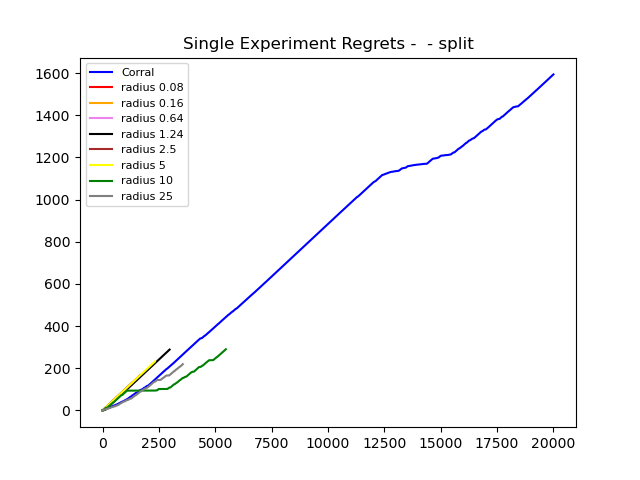 Single Experiment Regrets -  - split
1600
1400
1200
1000
800
600
400
200
0
Corral
radius 0.08
radius 0.16
radius 0.64
radius 1.24
radius 2.5
radius 5
radius 10
radius 25
0 2500 5000 7500 10000 12500 15000 17500 20000